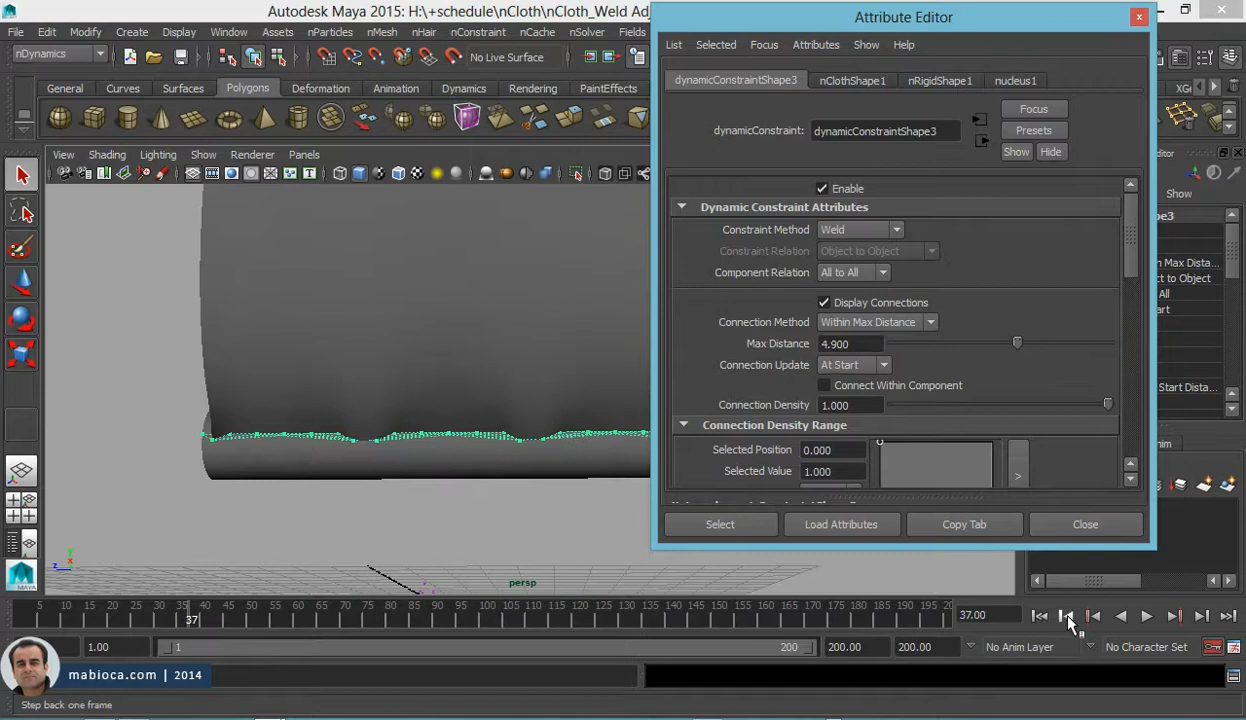 Autodesk Maya 2015: H:\+schedule\nCloth\nCloth_Weld Adj
Attribute Editor
File Edit Modify Create Display Window Assets nParticles nMesh nHair nConstraint nCache nSolver Fields
List Selected Focus Attributes Show Help
nDynamics
No Live Surface
General Curves Surfaces Polygons Deformation Animation Dynamics Rendering PaintEffects
XGe
dynamicConstraintShape3 nClothShape1 nRigidShape1 nucleus1
Focus
dynamicConstraint: dynamicConstraintShape3
Presets
Show Hide
View Shading Lighting Show Renderer Panels
itor
Show
Enable
Dynamic Constraint Attributes
pe3
Constraint Method Weld
Constraint Relation Object to Object
Max Dista...
Component Relation All to All
to Object
All
Display Connections
art
Connection Method Within Max Distance
Max Distance 4.900
Connection Update At Start
Connect Within Component
Start Dista...
Connection Density 1.000
Connection Density Range
Selected Position 0.000
im
Selected Value 1.000
>
Select Load Attributes Copy Tab Close
y
x
z
persp
MAYA
5 10 15 20 25 30 35 40 45 50 55 60 65 70 75 80 85 90 95 100 105 110 115 120 125 130 135 140 145 150 155 160 165 170 175 180 185 190 195 20
37
37.00
1.00
1
200
200.00
200.00
No Anim Layer
No Character Set
mabioca.com | 2014
Step back one frame